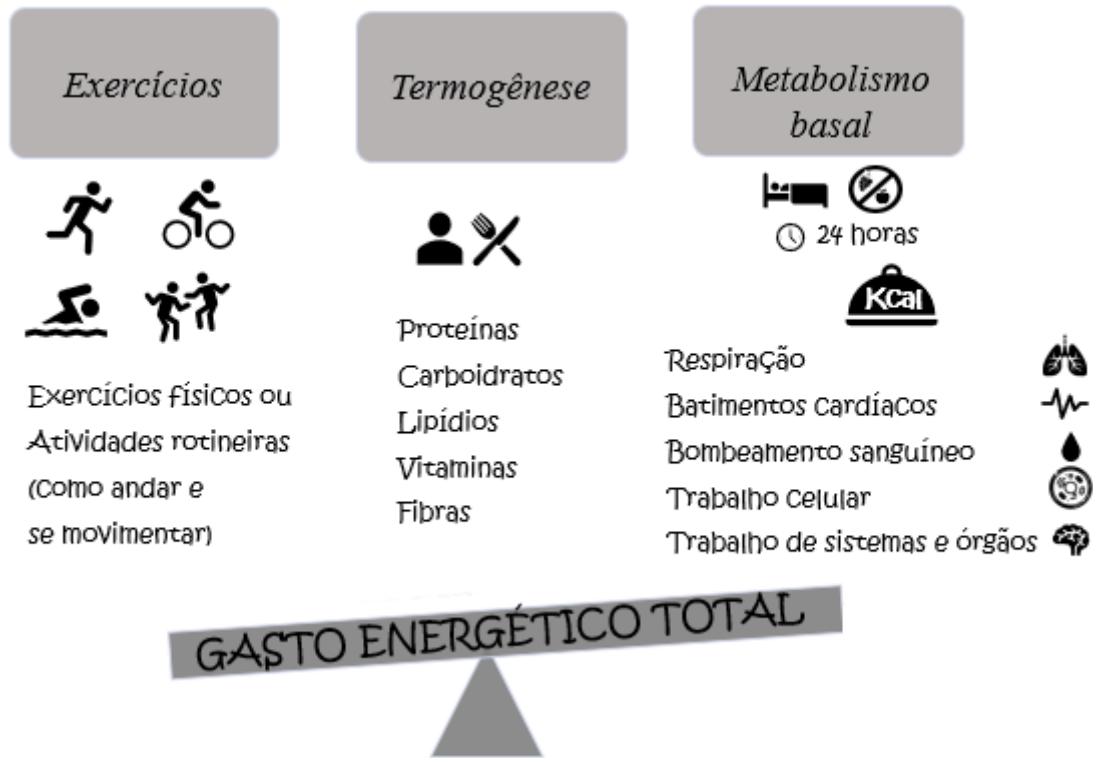 Exercícios
Termogênese
Metabolismo
basal
24 horas
Kcal
Exercícios físicos ou
Atividades rotineiras
(como andar e
se movimentar)
Proteínas
Carboidratos
Lipídios
Vitaminas
Fibras
Respiração
Batimentos cardíacos
Bombeamento sanguíneo
Trabalho celular
Trabalho de sistemas e órgãos
GASTO ENERGÉTICO TOTAL